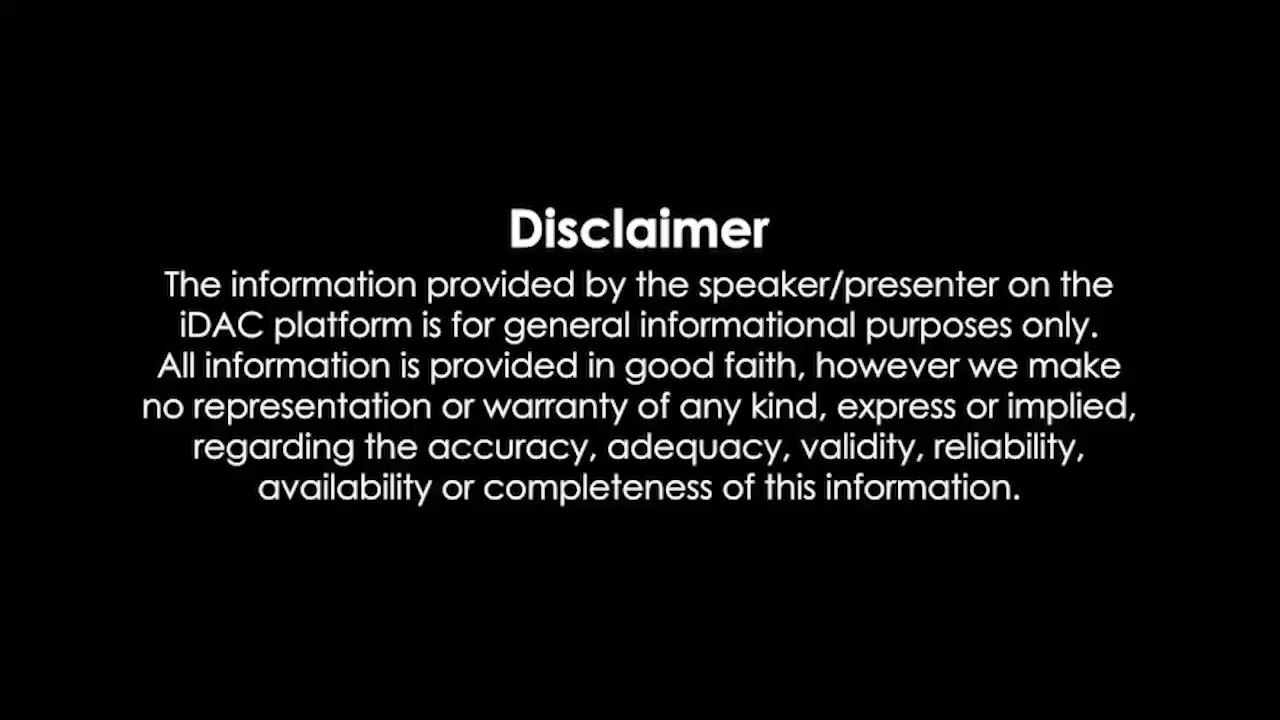 Disclaimer
The information provided by the speaker/presenter on the
iDAC platform is for general informational purposes only.
All information is provided in good faith, however we make
no representation or warranty of any kind, express or implied,
regarding the accuracy, adequacy, validity, reliability,
availability or completeness of this information.